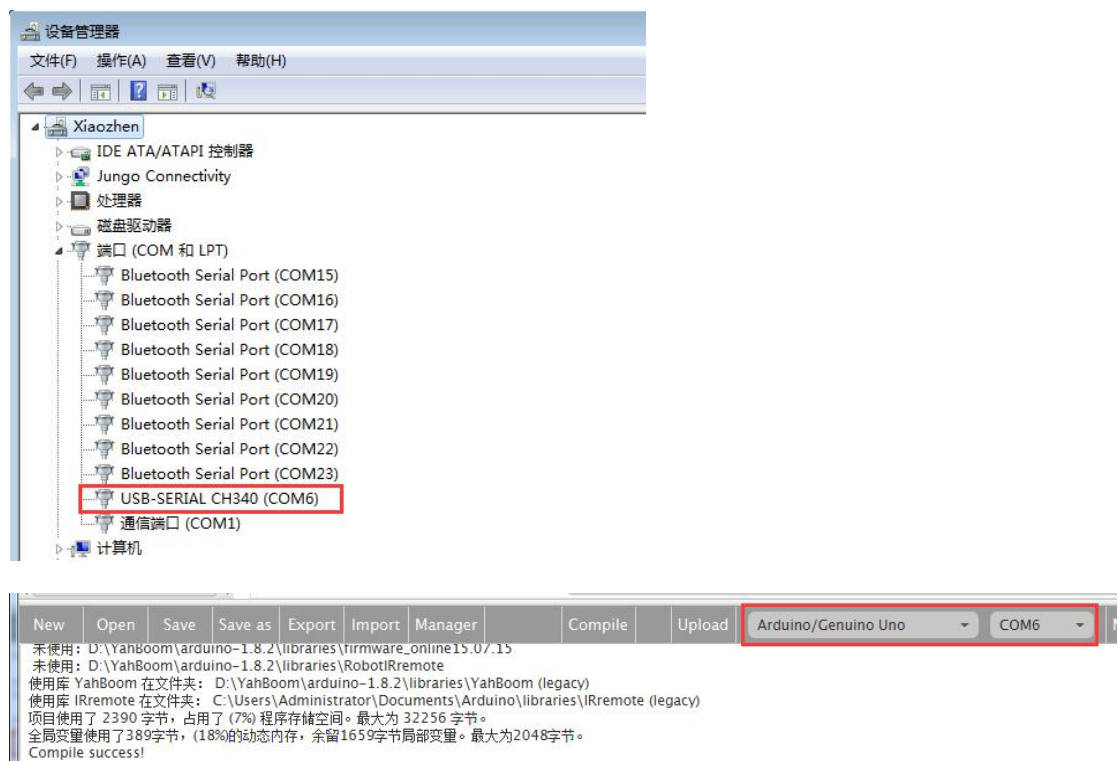 设备管理器
文件(F) 操作(A) 查看(V) 帮助(H)
Xiaozhen
IDE ATA/ATAPI 控制器
Jungo Connectivity
处理器
磁盘驱动器
端口 (COM 和 LPT)
Bluetooth Serial Port (COM15)
Bluetooth Serial Port (COM16)
Bluetooth Serial Port (COM17)
Bluetooth Serial Port (COM18)
Bluetooth Serial Port (COM19)
Bluetooth Serial Port (COM20)
Bluetooth Serial Port (COM21)
Bluetooth Serial Port (COM22)
Bluetooth Serial Port (COM23)
USB-SERIAL CH340 (COM6)
通信端口 (COM1)
计算机
New Open Save Save as Export Import Manager Compile Upload Arduino/Genuino Uno COM6
未使用: D:\YahBoom\arduino-1.8.2\libraries\firmware_online15.07.15
未使用: D:\YahBoom\arduino-1.8.2\libraries\RobotIRremote
使用库 YahBoom 在文件夹: D:\YahBoom\arduino-1.8.2\libraries\YahBoom (legacy)
使用库 IRremote 在文件夹: C:\Users\Administrator\Documents\Arduino\libraries\IRremote (legacy)
项目使用了 2390 字节，占用了 (7%) 程序存储空间。最大为 32256 字节。
全局变量使用了389字节，(18%)的动态内存，余留1659字节局部变量。最大为2048字节。
Compile success!